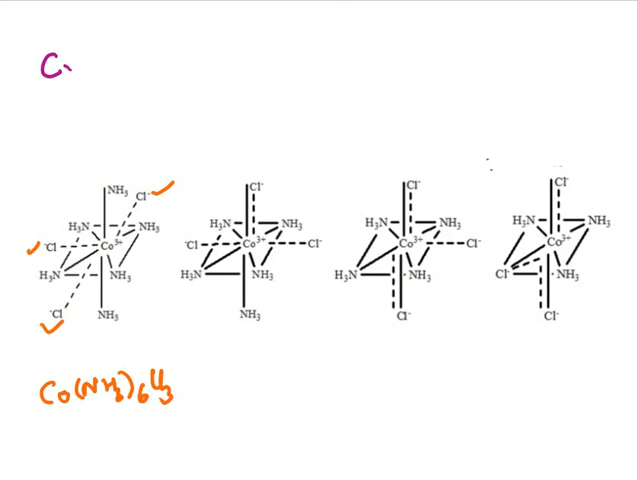 C
NH₃ Cl⁻ Cl⁻ Cl⁻ Cl⁻
H₃N NH₃ H₃N NH₃ H₃N NH₃ H₃N NH₃
⁻Cl Co³⁺ ⁻Cl Co³⁺ Cl⁻ Co³⁺ Cl⁻ Co³⁺
H₃N NH₃ H₃N NH₃ H₃N NH₃ Cl⁻ NH₃
⁻Cl NH₃ NH₃ Cl⁻ Cl⁻
Co(NH₃)₆Cl₃